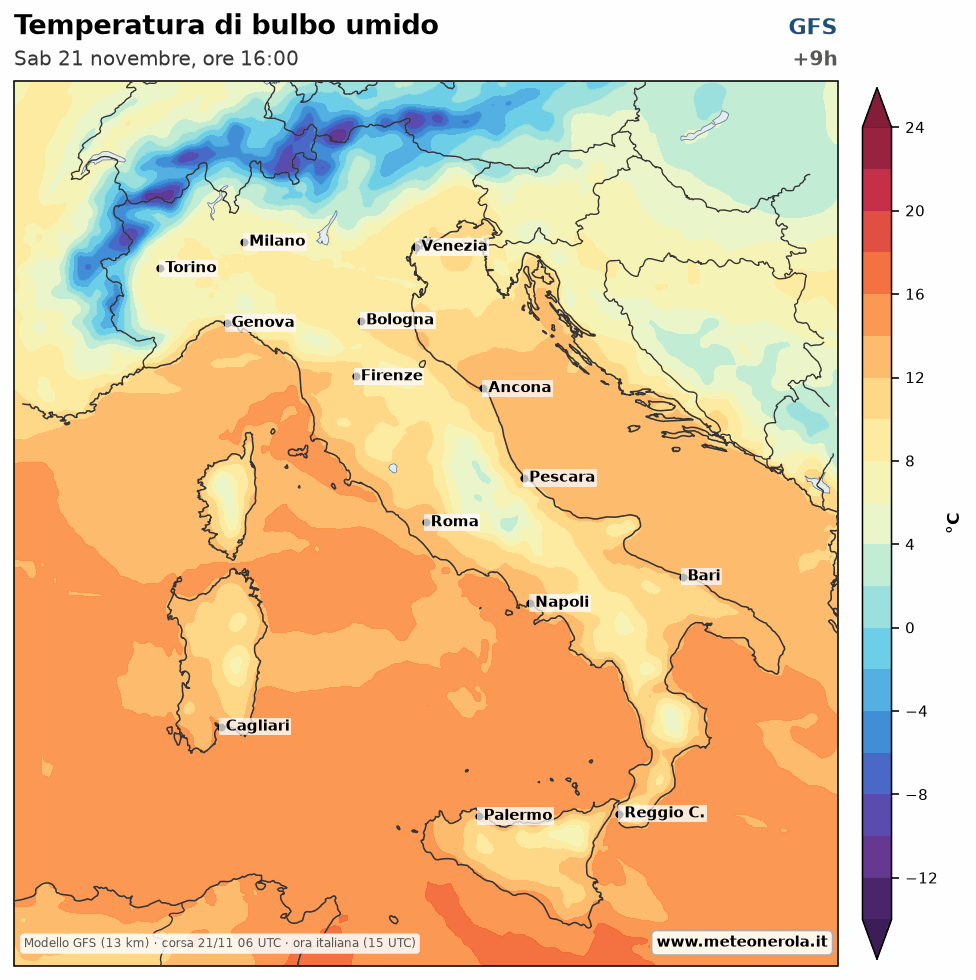 Temperatura di bulbo umido
GFS
Sab 21 novembre, ore 16:00
+9h
24
20
16
12
8
4
0
−4
−8
−12
°C
Milano
Venezia
Torino
Genova
Bologna
Firenze
Ancona
Pescara
Roma
Bari
Napoli
Cagliari
Palermo
Reggio C.
Modello GFS (13 km) · corsa 21/11 06 UTC · ora italiana (15 UTC)
www.meteonerola.it